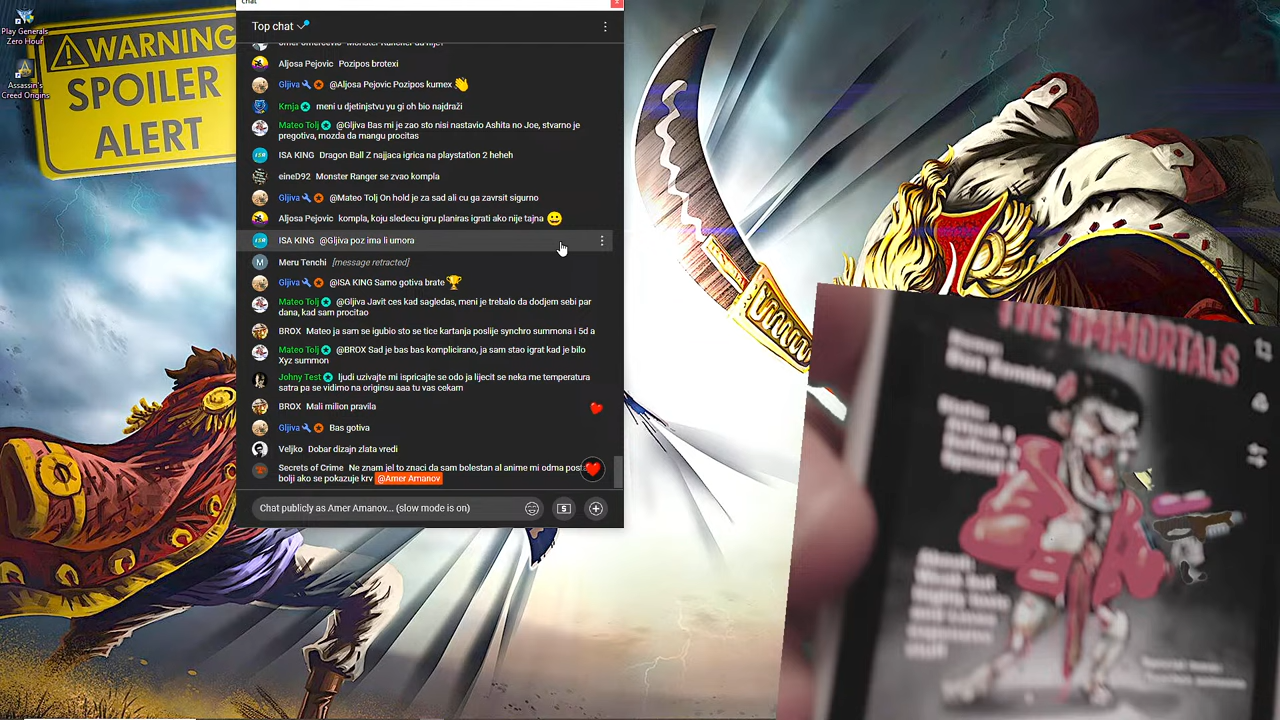 Chat
Top chat
Play Generals
Zero Hour
Assassin's
Creed Origins
WARNING
SPOILER
ALERT
Aljosa Pejovic Pozipos brotexi
Gljiva @Aljosa Pejovic Pozipos kumex 👋
Krnja meni u djetinjstvu yu gi oh bio najdraži
Mateo Tolj @Gljiva Bas mi je zao sto nisi nastavio Ashita no Joe, stvarno je
pregotiva, mozda da mangu procitas
ISA KING Dragon Ball Z najjaca igrica na playstation 2 heheh
eineD92 Monster Ranger se zvao kompla
Gljiva @Mateo Tolj On hold je za sad ali cu ga zavrsit sigurno
Aljosa Pejovic kompla, koju sledecu igru planiras igrati ako nije tajna 😀
ISA KING @Gljiva poz ima li umora
M Meru Tenchi [message retracted]
Gljiva @ISA KING Samo gotiva brate 🏆
Mateo Tolj @Gljiva Javit ces kad sagledas, meni je trebalo da dodjem sebi par
dana, kad sam procitao
BROX Mateo ja sam se igubio sto se tice kartanja poslije synchro summona i 5d a
Mateo Tolj @BROX Sad je bas bas komplicirano, ja sam stao igrat kad je bilo
Xyz summon
Johny Test ljudi uzivajte mi ispricajte se odo ja lijecit se neka me temperatura
satra pa se vidimo na originsu aaa tu vas cekam
BROX Mali milion pravila
Gljiva Bas gotiva
Veljko Dobar dizajn zlata vredi
Secrets of Crime Ne znam jel to znaci da sam bolestan al anime mi odma
bolji ako se pokazuje krv @Amer Amanov
Chat publicly as Amer Amanov... (slow mode is on)
THE IMMORTALS
Name:
Don Zombie
Stats:
Attack
About: